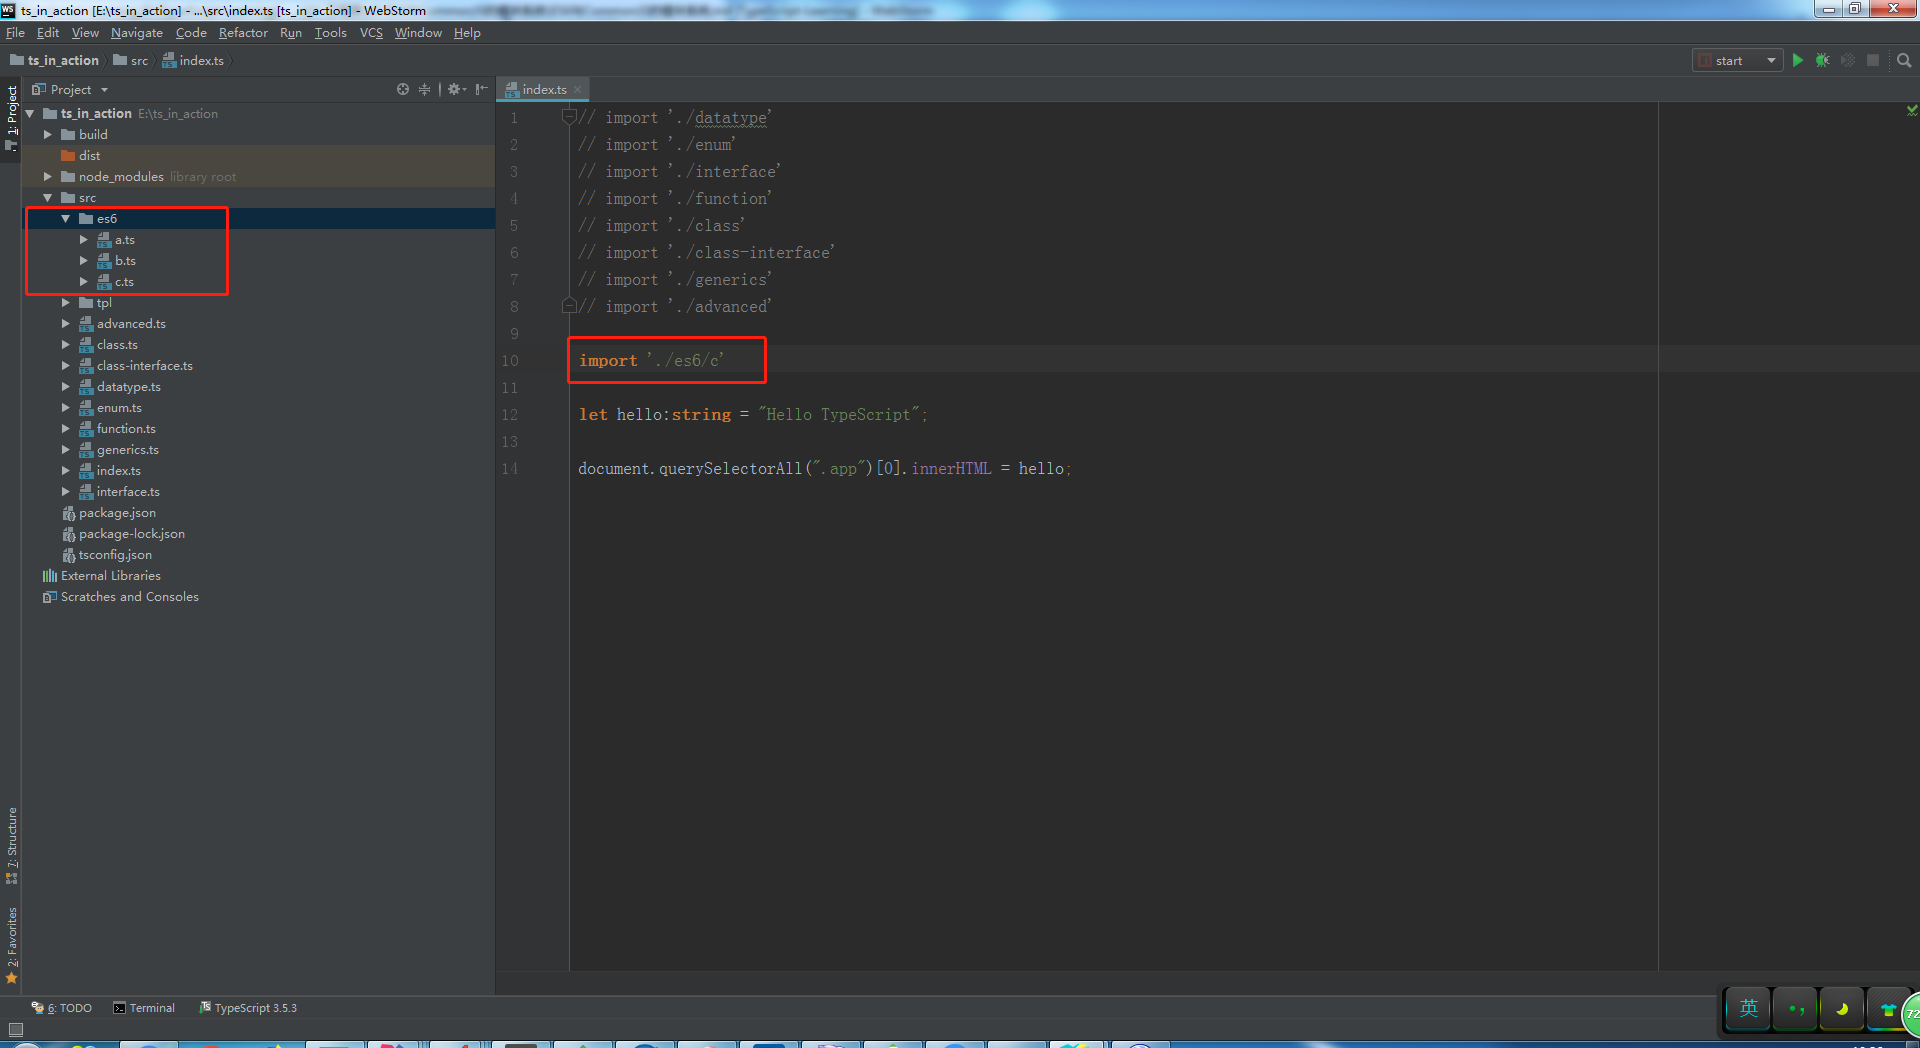 WS ts_in_action [E:\ts_in_action] - ...\src\index.ts [ts_in_action] - WebStorm
File Edit View Navigate Code Refactor Run Tools VCS Window Help
ts_in_action src index.ts start
1: Project
Project
index.ts
ts_in_action E:\ts_in_action
build
dist
node_modules library root
src
es6
a.ts
b.ts
c.ts
tpl
advanced.ts
class.ts
class-interface.ts
datatype.ts
enum.ts
function.ts
generics.ts
index.ts
interface.ts
package.json
package-lock.json
tsconfig.json
External Libraries
Scratches and Consoles
1 // import './datatype'
2 // import './enum'
3 // import './interface'
4 // import './function'
5 // import './class'
6 // import './class-interface'
7 // import './generics'
8 // import './advanced'
9
10 import './es6/c'
11
12 let hello:string = "Hello TypeScript";
13
14 document.querySelectorAll(".app")[0].innerHTML = hello;
7: Structure
2: Favorites
6: TODO Terminal TypeScript 3.5.3
英
72